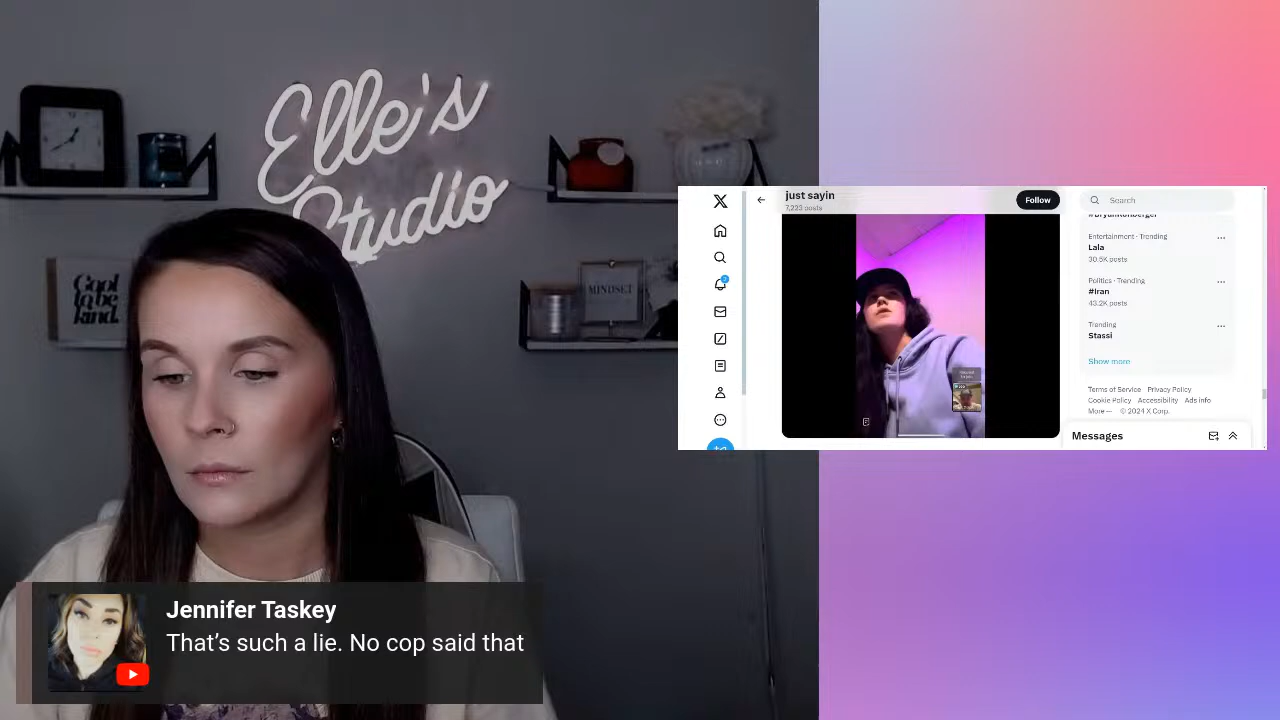 Elle's
Studio
Cool
to be
kind.
MINDSET
just sayin
7,223 posts
Follow
Search
Entertainment · Trending
Lala
30.5K posts
Politics · Trending
#Iran
43.2K posts
Trending
Stassi
Show more
Terms of Service Privacy Policy
Cookie Policy Accessibility Ads info
More ··· © 2024 X Corp.
Messages
Jennifer Taskey
That's such a lie. No cop said that